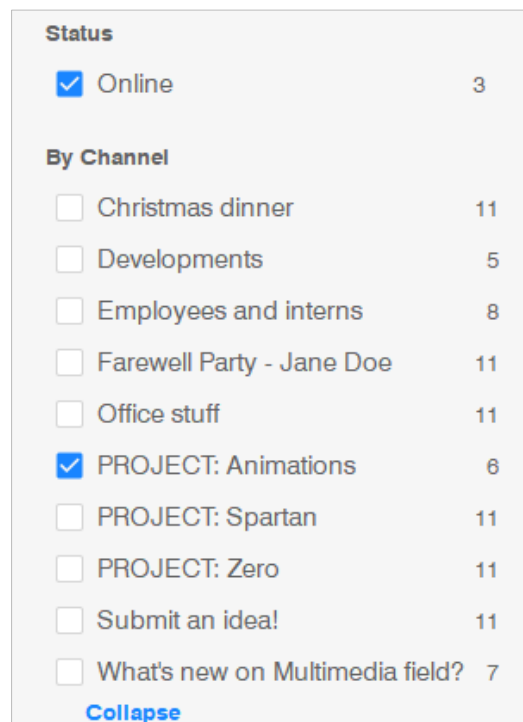 Status
Online 3
By Channel
Christmas dinner 11
Developments 5
Employees and interns 8
Farewell Party - Jane Doe 11
Office stuff 11
PROJECT: Animations 6
PROJECT: Spartan 11
PROJECT: Zero 11
Submit an idea! 11
What's new on Multimedia field? 7
Collapse